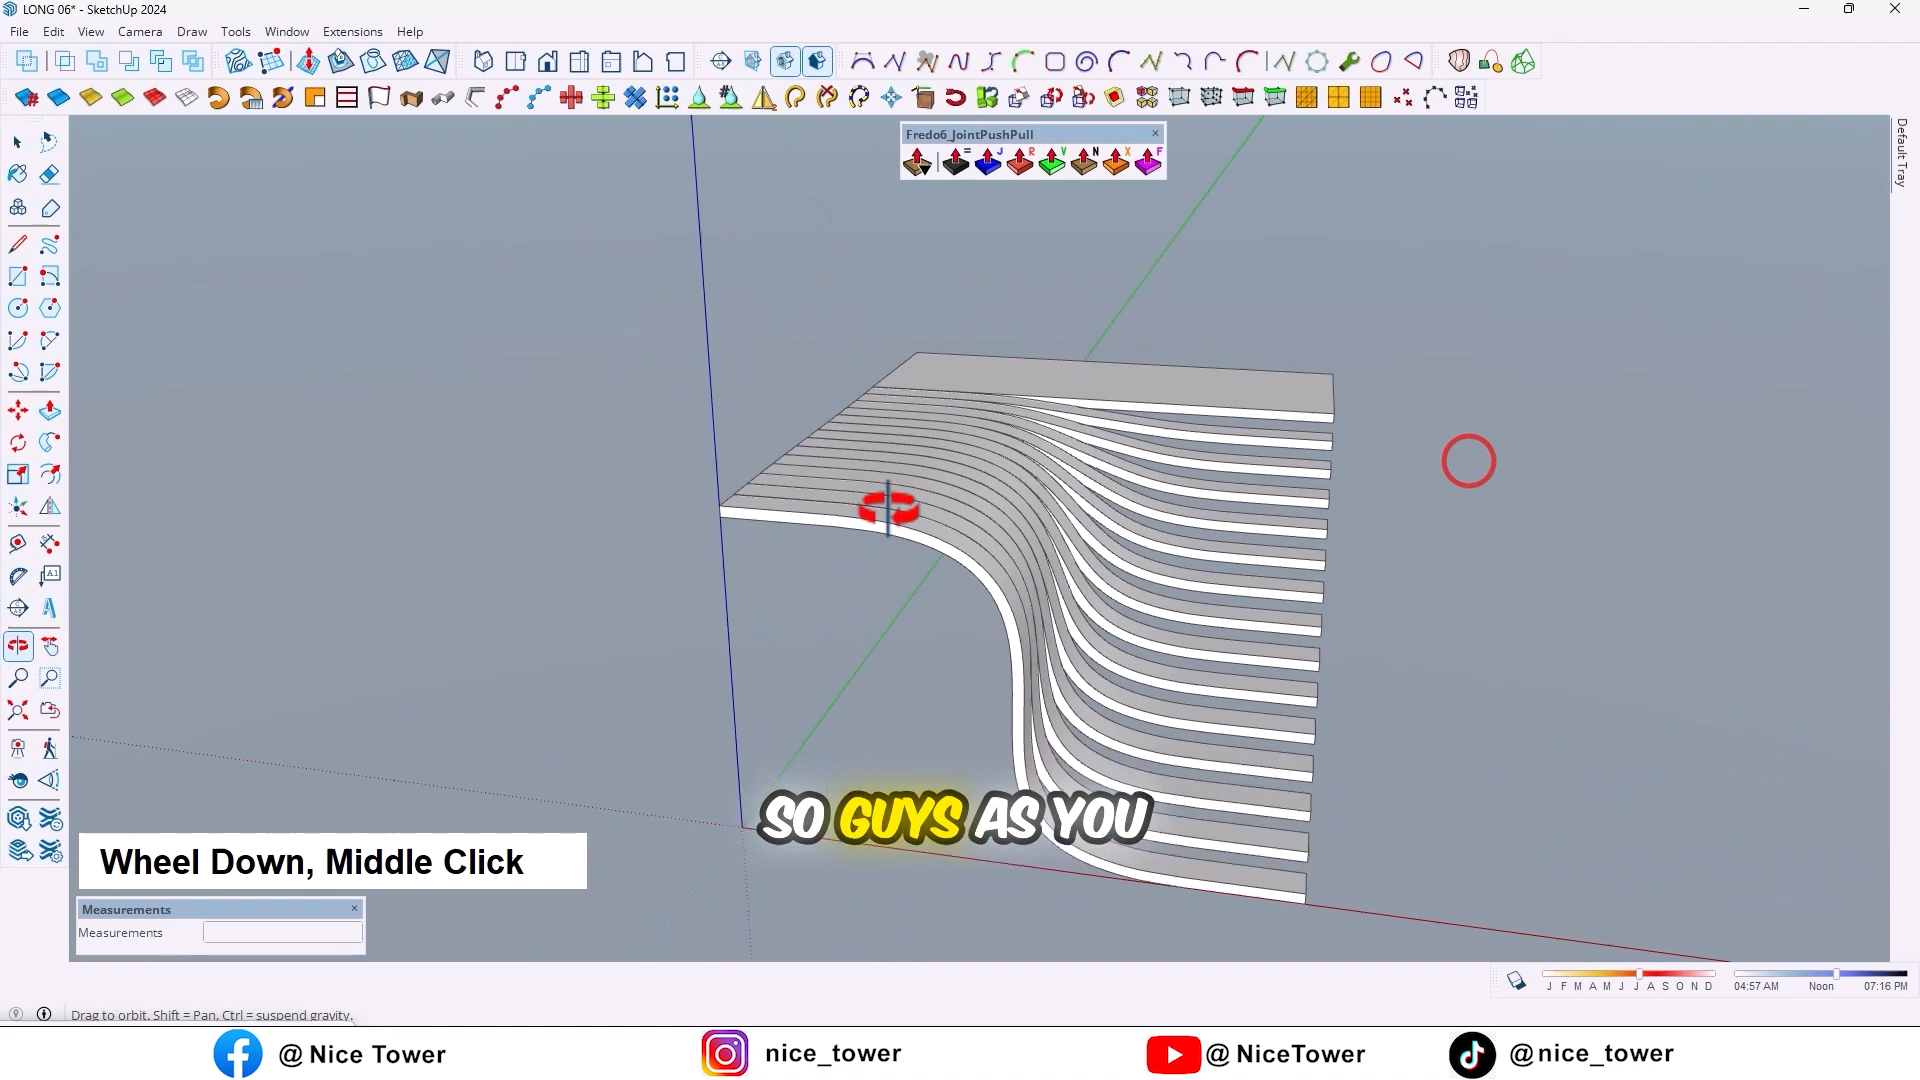 LONG 06* - SketchUp 2024
File Edit View Camera Draw Tools Window Extensions Help
Fredo6_JointPushPull
= J R V N X F
Default Tray
A1
SO GUYS AS YOU
Wheel Down, Middle Click
Measurements
Measurements
J F M A M J J A S O N D 04:57 AM Noon 07:16 PM
Drag to orbit. Shift = Pan, Ctrl = suspend gravity.
@ Nice Tower nice_tower @ NiceTower @nice_tower